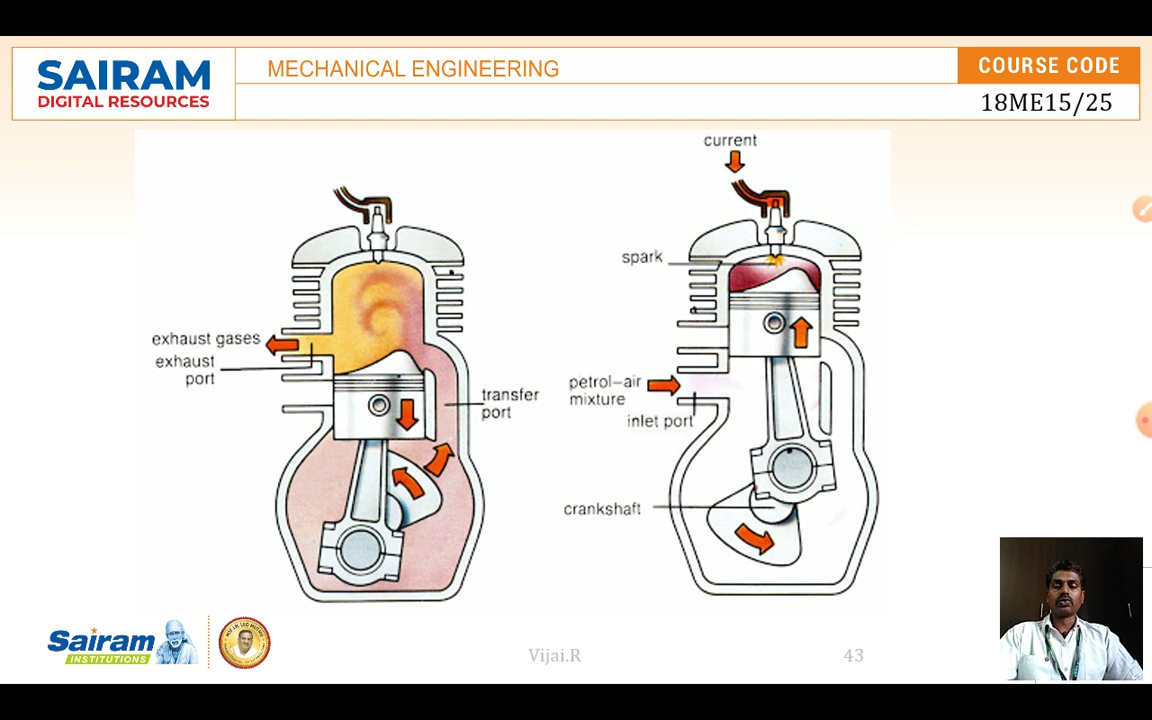 SAIRAM
DIGITAL RESOURCES
MECHANICAL ENGINEERING
COURSE CODE
18ME15/25
current
spark
exhaust gases
exhaust
port
transfer
port
petrol-air
mixture
inlet port
crankshaft
Sairam
INSTITUTIONS
Vijai.R
43